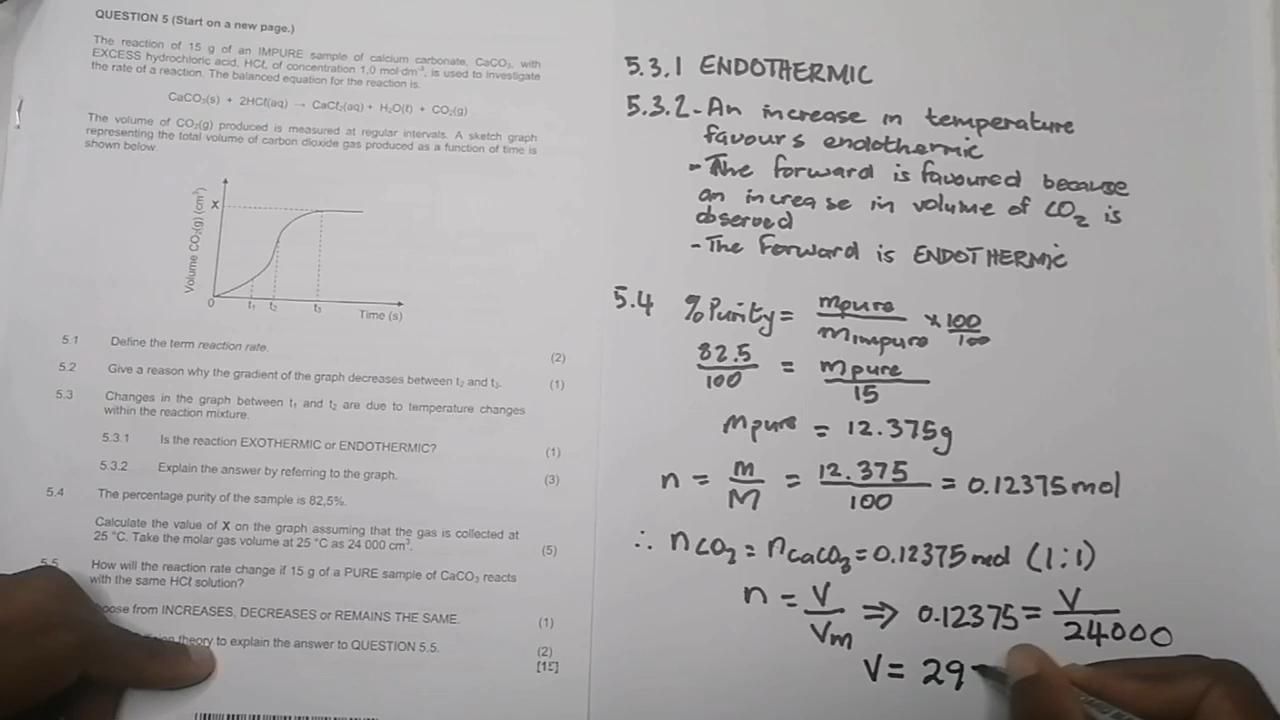 QUESTION 5 (Start on a new page.)
The reaction of 15 g of an IMPURE sample of calcium carbonate, CaCO₃, with
EXCESS hydrochloric acid, HCℓ, of concentration 1,0 mol·dm⁻³, is used to investigate
the rate of a reaction. The balanced equation for the reaction is:
CaCO₃(s) + 2HCℓ(aq) → CaCℓ₂(aq) + H₂O(ℓ) + CO₂(g)
The volume of CO₂(g) produced is measured at regular intervals. A sketch graph
representing the total volume of carbon dioxide gas produced as a function of time is
shown below.
Volume CO₂(g) (cm³)
X
0
t₁ t₂ t₃
Time (s)
5.1 Define the term reaction rate. (2)
5.2 Give a reason why the gradient of the graph decreases between t₂ and t₃. (1)
5.3 Changes in the graph between t₁ and t₂ are due to temperature changes
within the reaction mixture.
5.3.1 Is the reaction EXOTHERMIC or ENDOTHERMIC? (1)
5.3.2 Explain the answer by referring to the graph. (3)
5.4 The percentage purity of the sample is 82,5%.
Calculate the value of X on the graph assuming that the gas is collected at
25 °C. Take the molar gas volume at 25 °C as 24 000 cm³. (5)
5.5 How will the reaction rate change if 15 g of a PURE sample of CaCO₃ reacts
with the same HCℓ solution?
oose from INCREASES, DECREASES or REMAINS THE SAME. (1)
theory to explain the answer to QUESTION 5.5. (2)
[15]
5.3.1 ENDOTHERMIC
5.3.2 - An increase in temperature
favours endothermic
- The forward is favoured because
an increase in volume of CO₂ is
observed
- The forward is ENDOTHERMIC
5.4 % Purity = mpure/mimpure × 100/100
82.5/100 = mpure/15
mpure = 12.375g
n = m/M = 12.375/100 = 0.12375 mol
∴ nCO₂ = nCaCO₃ = 0.12375 mol (1:1)
n = V/Vm ⇒ 0.12375 = V/24000
V = 29